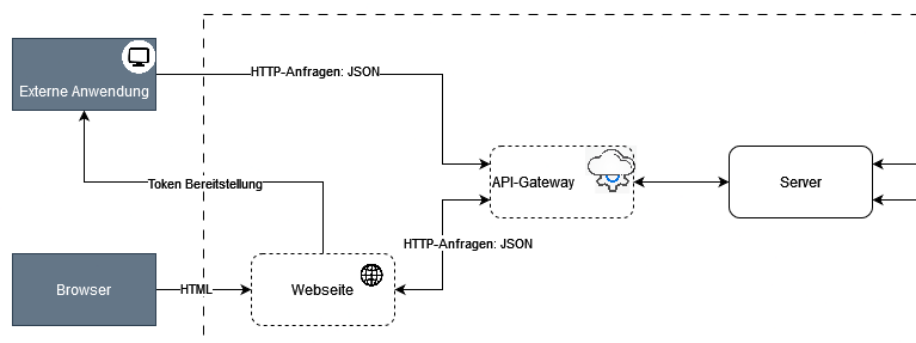 Externe Anwendung
HTTP-Anfragen: JSON
Token Bereitstellung
API-Gateway
Server
HTTP-Anfragen: JSON
Browser
HTML
Webseite